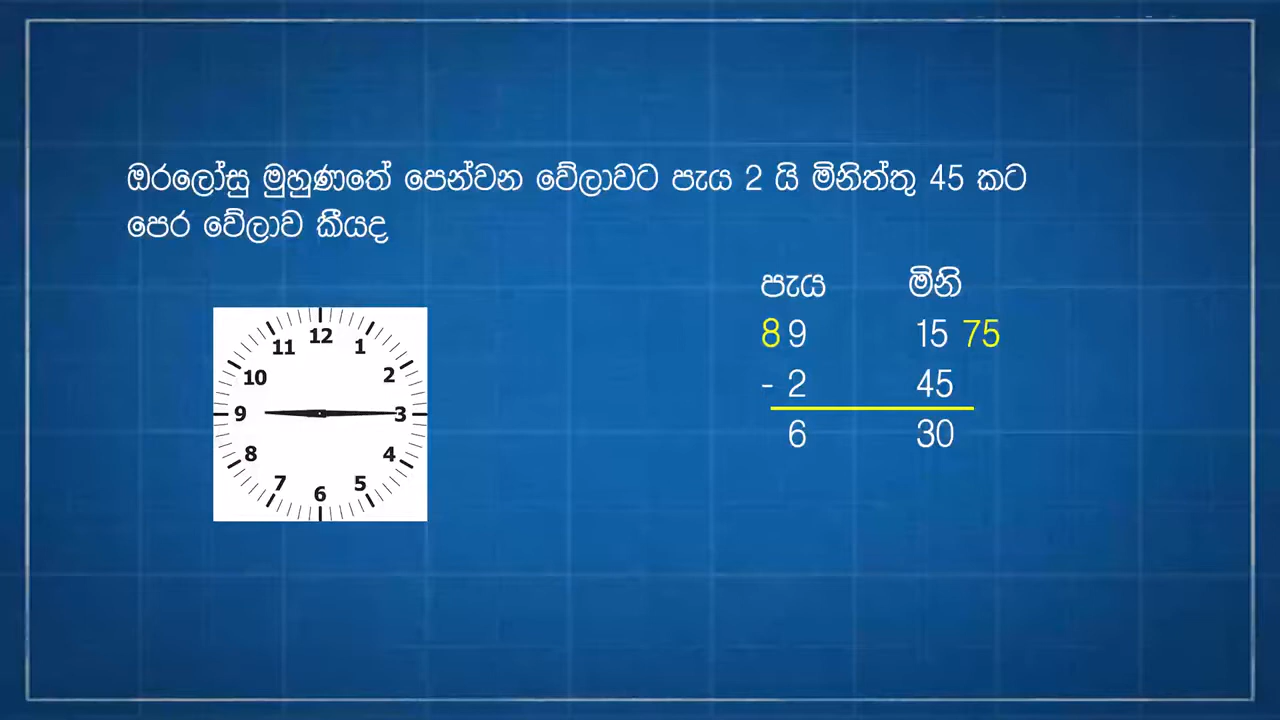 ඔරලෝසු මුහුණතේ පෙන්වන වේලාවට පැය 2 යි මිනිත්තු 45 කට
පෙර වේලාව කීයද
පැය මිනි
8 9 15 75
- 2 45
6 30
12
11 1
10 2
9 3
8 4
7 5
6